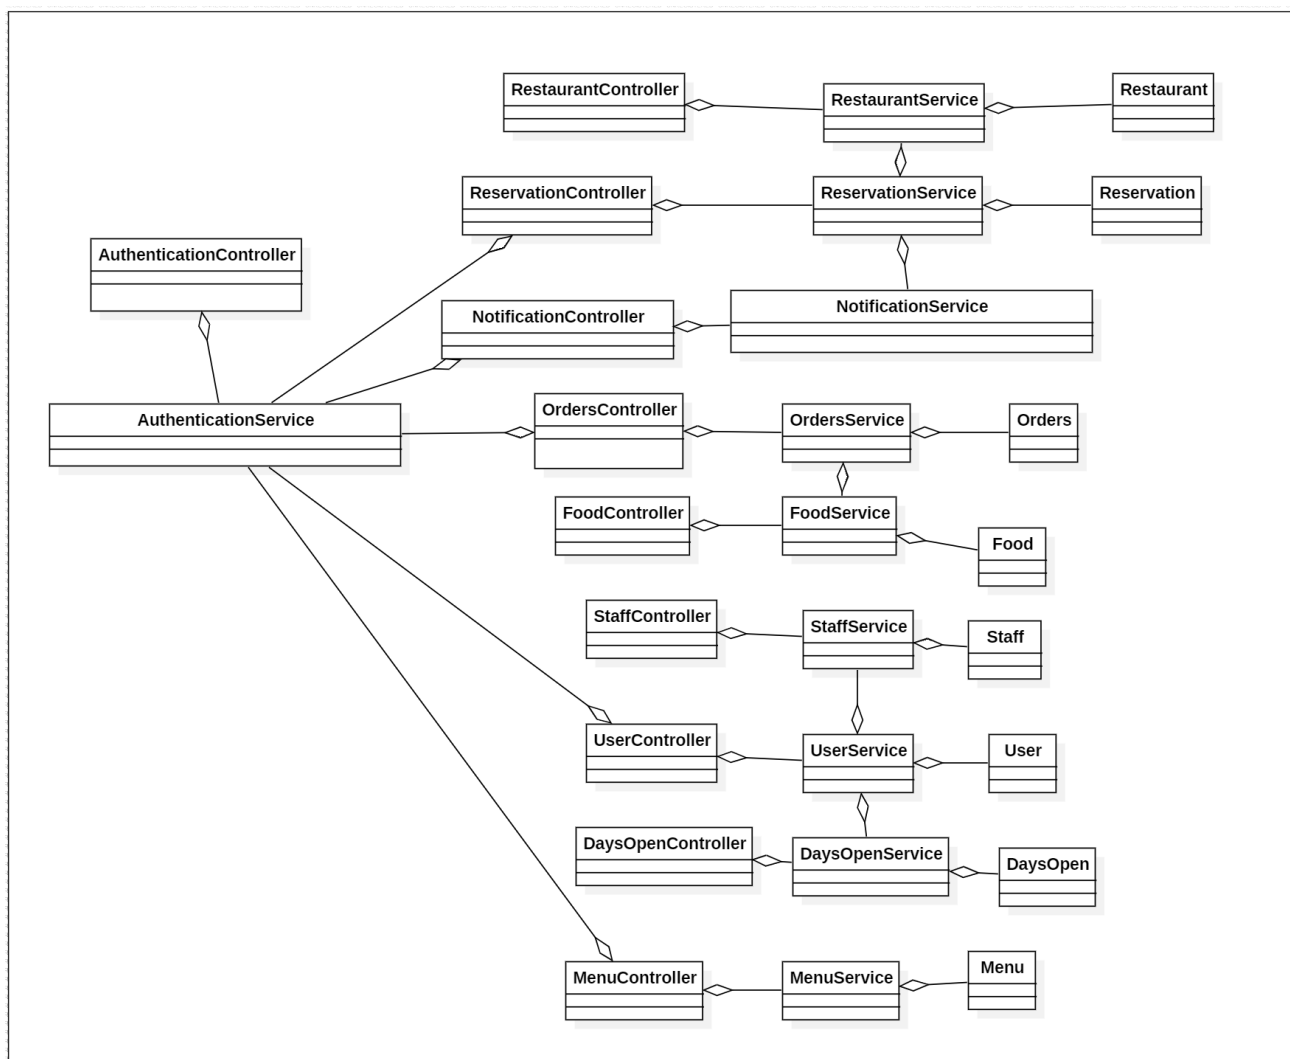 RestaurantController
RestaurantService
Restaurant
ReservationController
ReservationService
Reservation
AuthenticationController
NotificationController
NotificationService
AuthenticationService
OrdersController
OrdersService
Orders
FoodController
FoodService
Food
StaffController
StaffService
Staff
UserController
UserService
User
DaysOpenController
DaysOpenService
DaysOpen
MenuController
MenuService
Menu